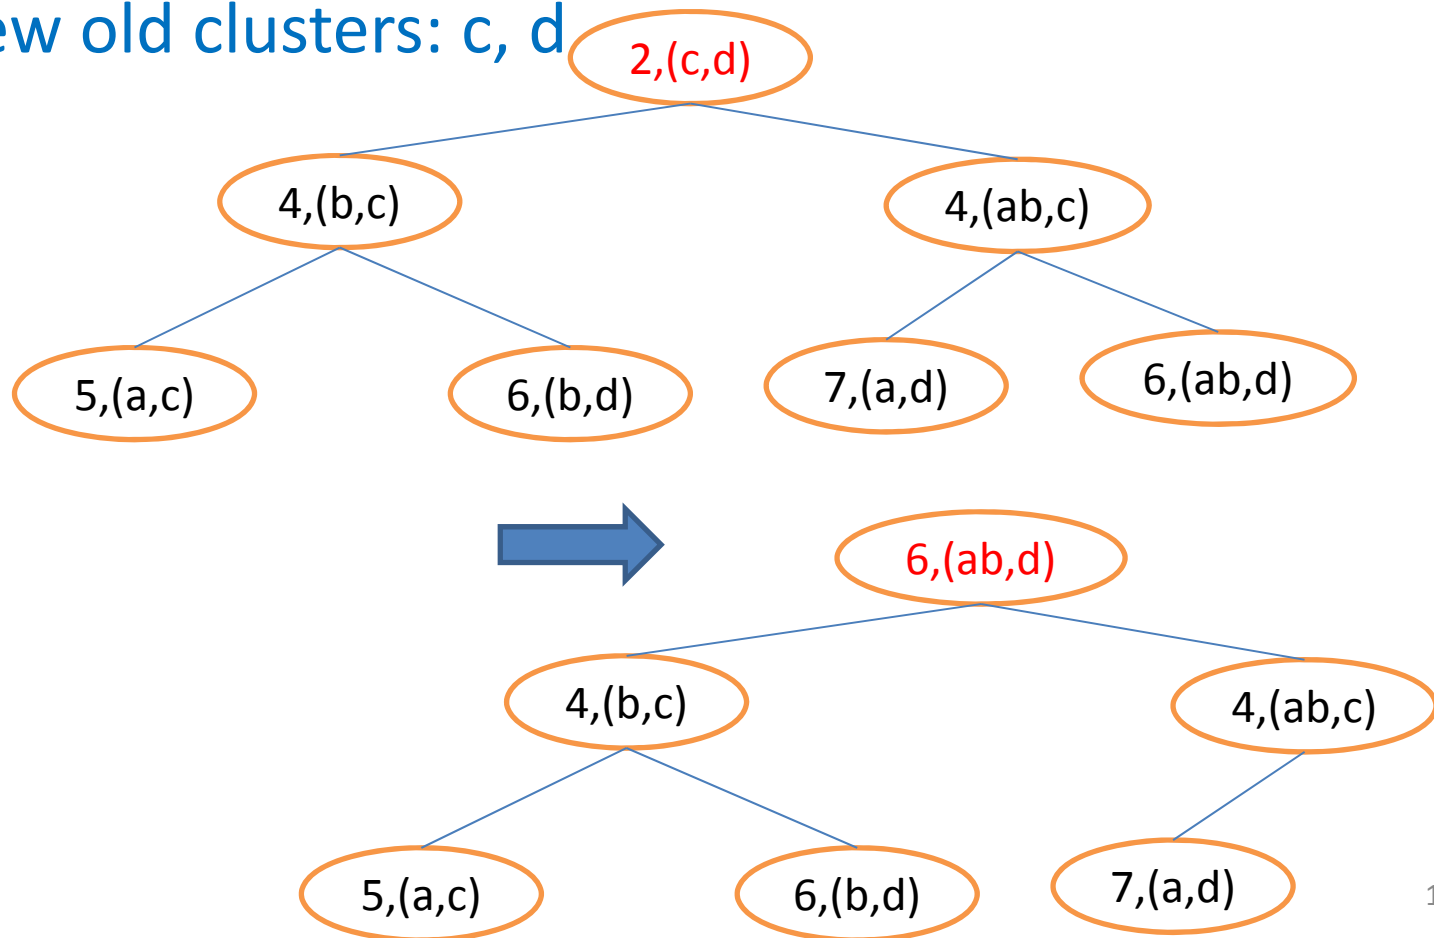 ew old clusters: c, d
2,(c,d)
4,(b,c)
4,(ab,c)
5,(a,c)
6,(b,d)
7,(a,d)
6,(ab,d)
6,(ab,d)
4,(b,c)
4,(ab,c)
5,(a,c)
6,(b,d)
7,(a,d)
1